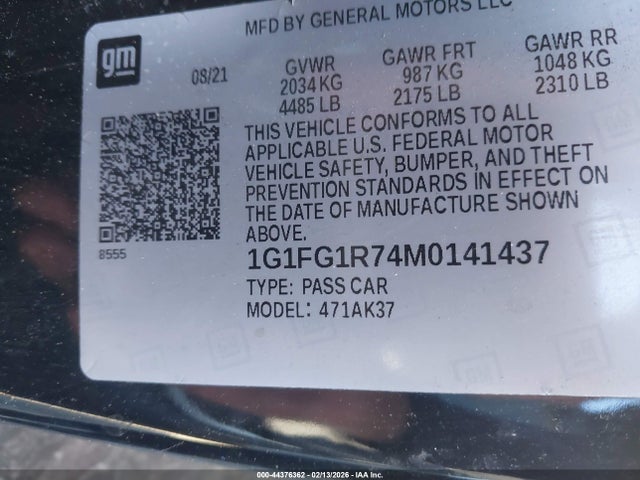 MFD BY GENERAL MOTORS LLC
gm
08/21
GVWR
2034 KG
4485 LB
GAWR FRT
987 KG
2175 LB
GAWR RR
1048 KG
2310 LB
THIS VEHICLE CONFORMS TO ALL
APPLICABLE U.S. FEDERAL MOTOR
VEHICLE SAFETY, BUMPER, AND THEFT
PREVENTION STANDARDS IN EFFECT ON
THE DATE OF MANUFACTURE SHOWN
ABOVE.
8555
1G1FG1R74M0141437
TYPE: PASS CAR
MODEL: 471AK37
000-44376362 - 02/13/2026 - COPYRIGHT IAA, LLC